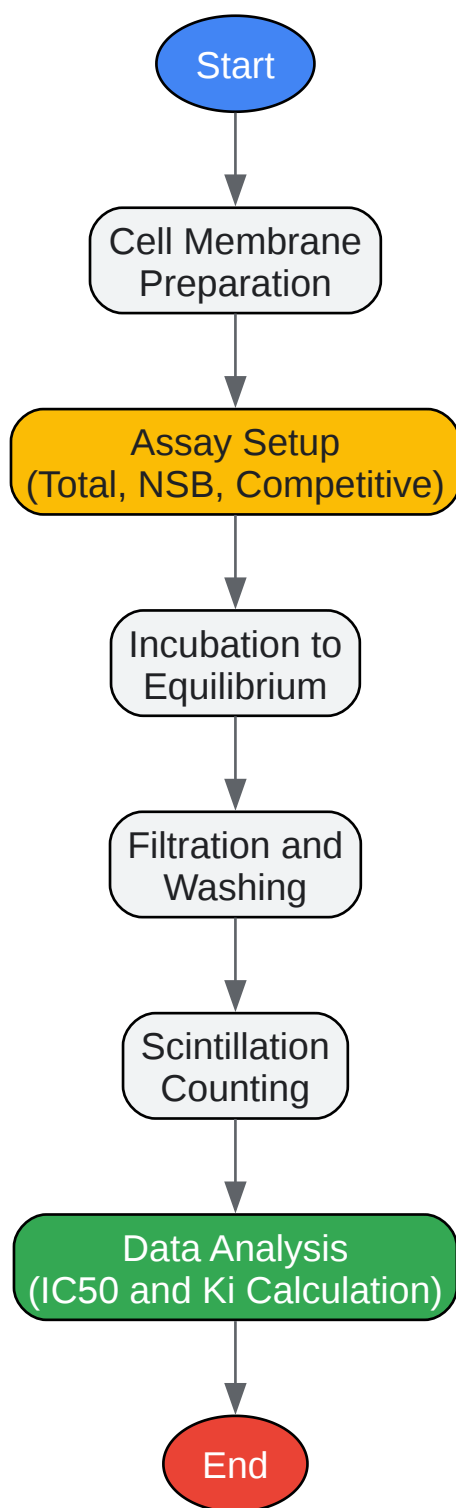 Start
Cell Membrane
Preparation
Assay Setup
(Total, NSB, Competitive)
Incubation to
Equilibrium
Filtration and
Washing
Scintillation
Counting
Data Analysis
(IC50 and Ki Calculation)
End